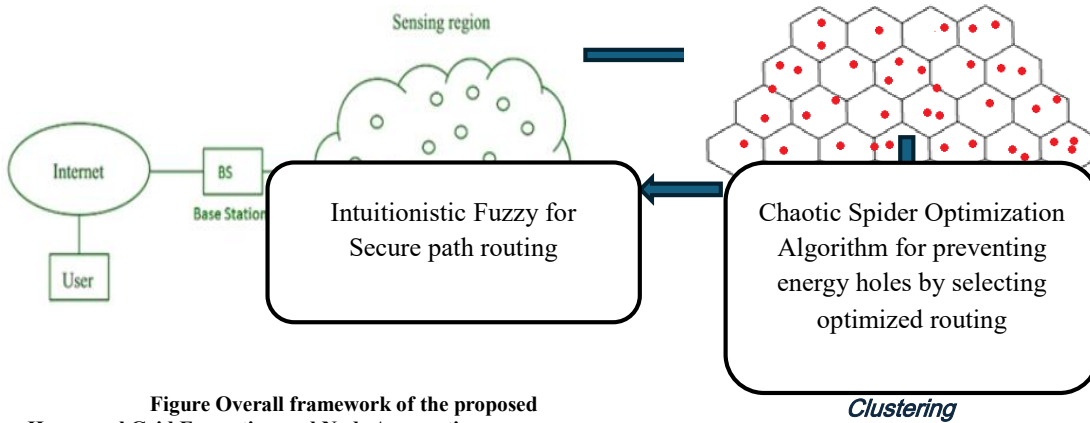 Sensing region
Internet
BS
Base Station
User
Intuitionistic Fuzzy for
Secure path routing
Chaotic Spider Optimization
Algorithm for preventing
energy holes by selecting
optimized routing
Figure Overall framework of the proposed
Clustering